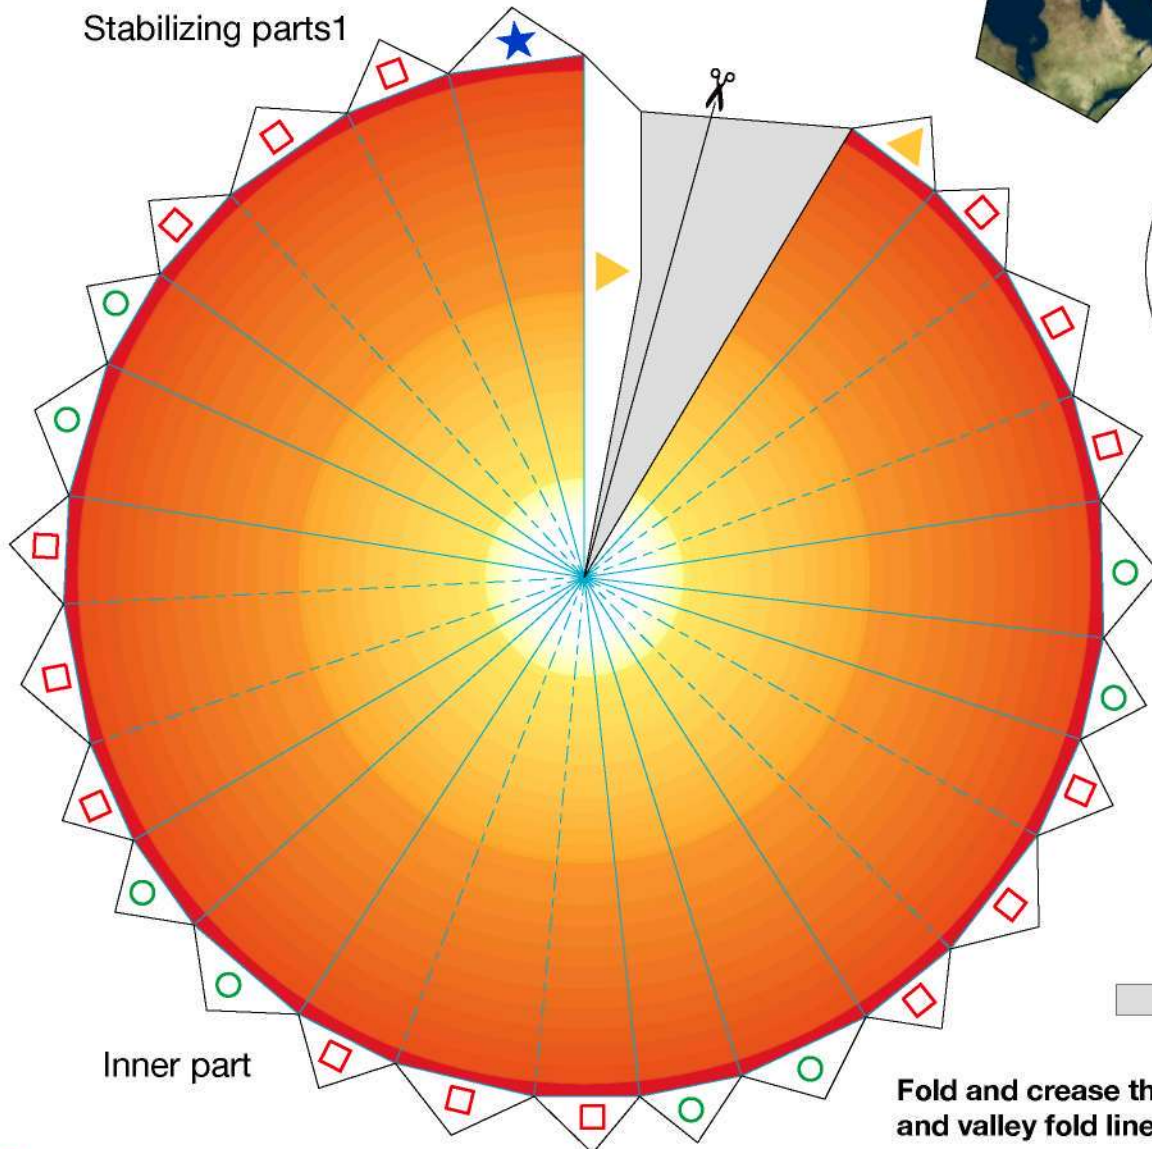 Stabilizing parts1
Inner part
Fold and crease th
and valley fold line